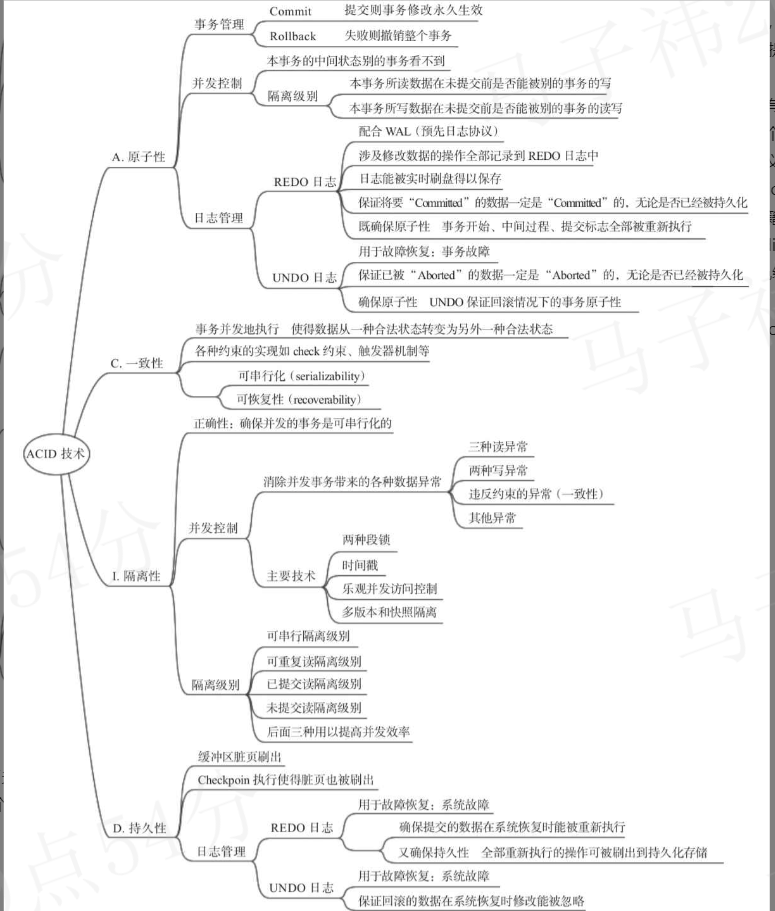 Commit 提交则事务修改永久生效
事务管理
Rollback 失败则撤销整个事务
本事务的中间状态别的事务看不到
并发控制
本事务所读数据在未提交前是否能被别的事务的写
隔离级别
本事务所写数据在未提交前是否能被别的事务的读写
A. 原子性
配合 WAL（预先日志协议）
涉及修改数据的操作全部记录到 REDO 日志中
REDO 日志
日志能被实时刷盘得以保存
保证将要“Committed”的数据一定是“Committed”的，无论是否已经被持久化
既确保原子性 事务开始、中间过程、提交标志全部被重新执行
日志管理
用于故障恢复：事务故障
UNDO 日志
保证已被“Aborted”的数据一定是“Aborted”的，无论是否已经被持久化
确保原子性 UNDO 保证回滚情况下的事务原子性
事务并发地执行 使得数据从一种合法状态转变为另外一种合法状态
C. 一致性
各种约束的实现如 check 约束、触发器机制等
可串行化（serializability）
可恢复性（recoverability）
ACID 技术
正确性：确保并发的事务是可串行化的
三种读异常
消除并发事务带来的各种数据异常
两种写异常
违反约束的异常（一致性）
其他异常
并发控制
两种段锁
主要技术
时间戳
乐观并发访问控制
多版本和快照隔离
I. 隔离性
可串行隔离级别
可重复读隔离级别
隔离级别
已提交读隔离级别
未提交读隔离级别
后面三种用以提高并发效率
缓冲区脏页刷出
Checkpoin 执行使得脏页也被刷出
D. 持久性
用于故障恢复：系统故障
REDO 日志
确保提交的数据在系统恢复时能被重新执行
又确保持久性 全部重新执行的操作可被刷出到持久化存储
日志管理
用于故障恢复：系统故障
UNDO 日志
保证回滚的数据在系统恢复时修改能被忽略